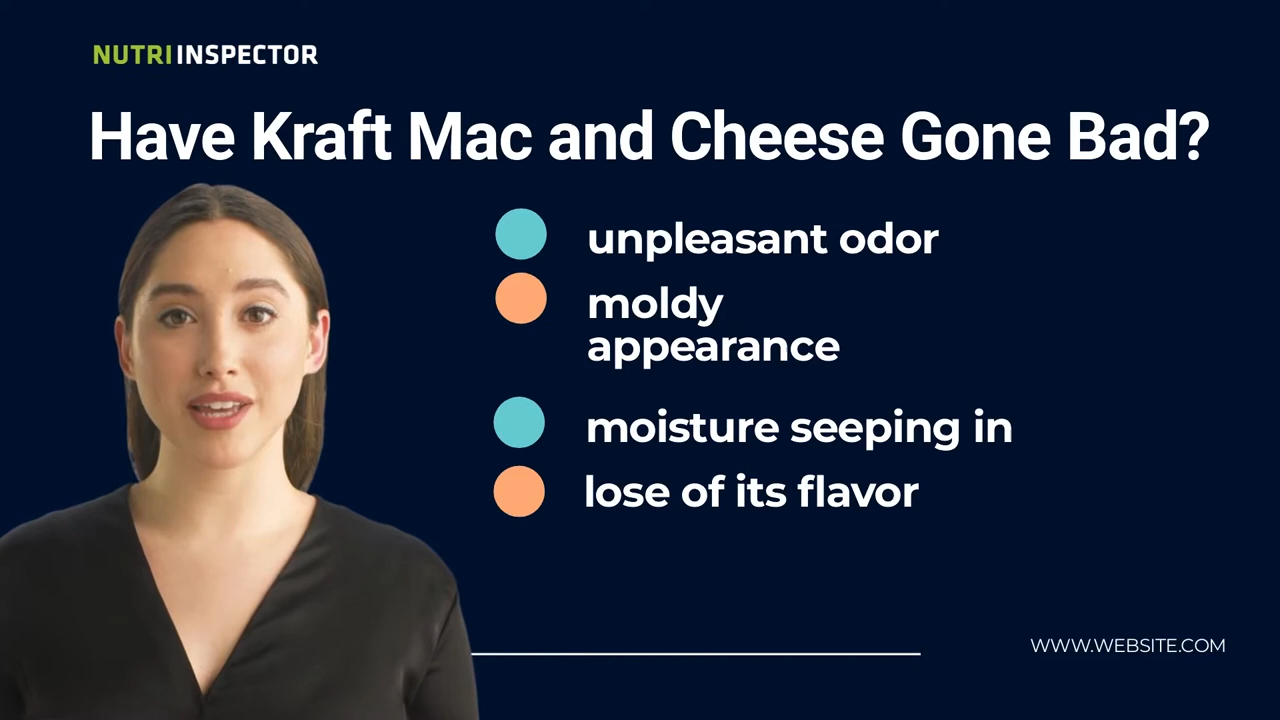 NUTRIINSPECTOR
Have Kraft Mac and Cheese Gone Bad?
unpleasant odor
moldy
appearance
moisture seeping in
lose of its flavor
WWW.WEBSITE.COM